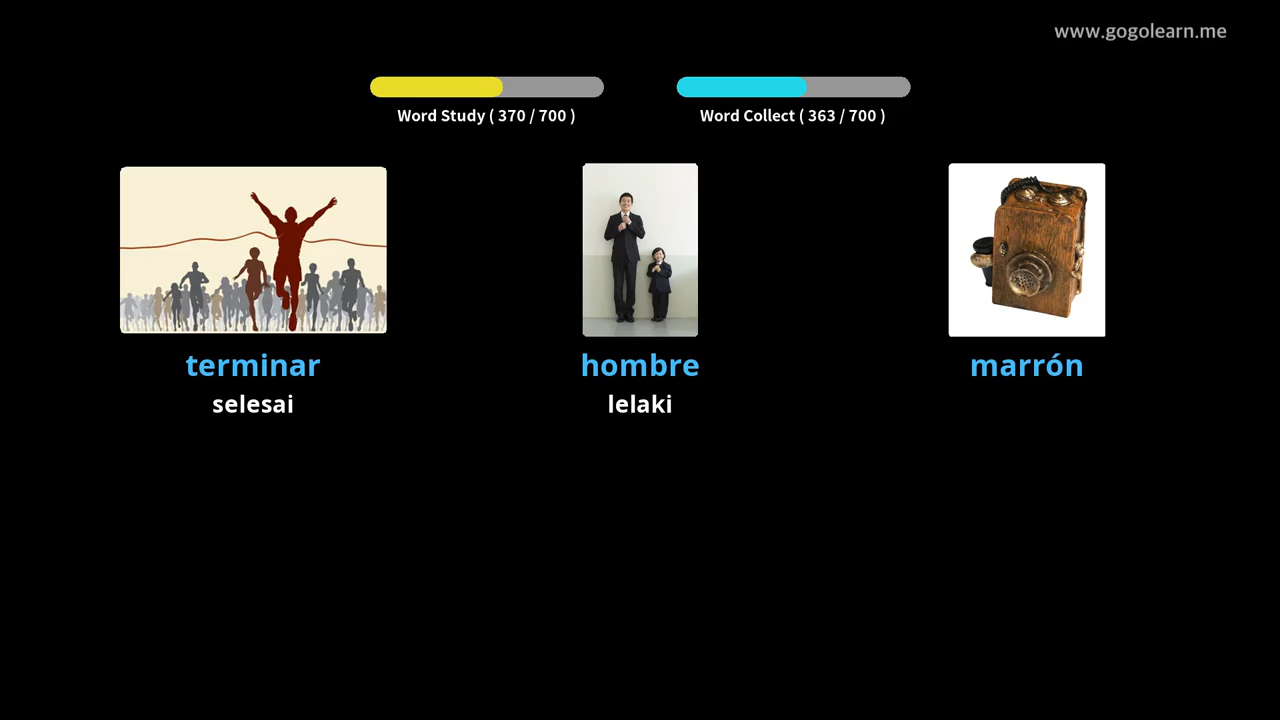 www.gogolearn.me
Word Study ( 370 / 700 )
Word Collect ( 363 / 700 )
terminar
selesai
hombre
lelaki
marrón